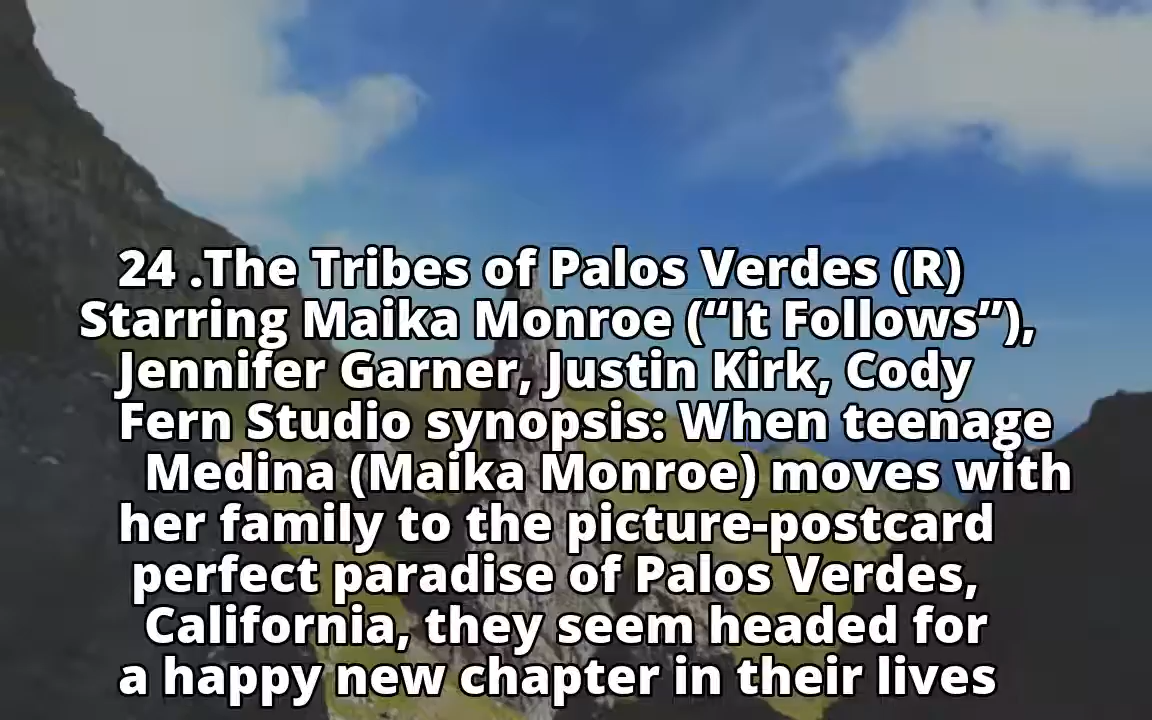 24 .The Tribes of Palos Verdes (R)
Starring Maika Monroe (“It Follows”),
Jennifer Garner, Justin Kirk, Cody
Fern Studio synopsis: When teenage
Medina (Maika Monroe) moves with
her family to the picture-postcard
perfect paradise of Palos Verdes,
California, they seem headed for
a happy new chapter in their lives